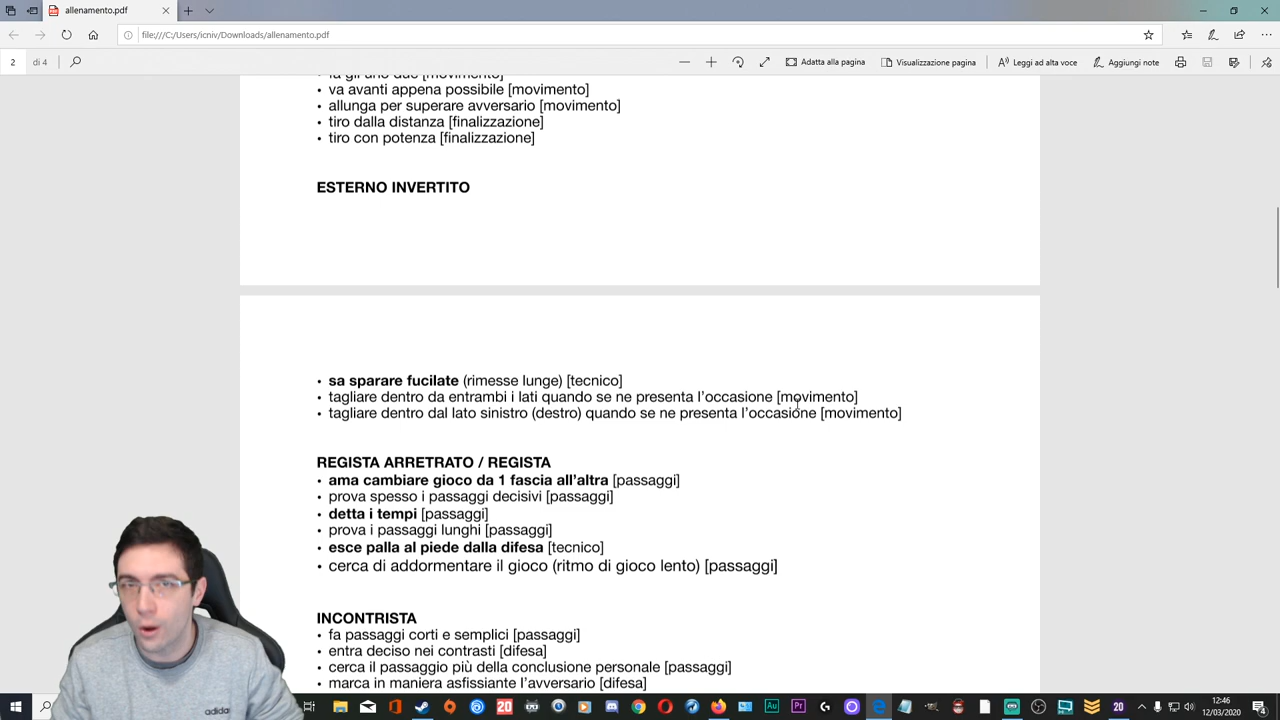 allenamento.pdf
file:///C:/Users/icniv/Downloads/allenamento.pdf
2 di 4
Adatta alla pagina
Visualizzazione pagina
Leggi ad alta voce
Aggiungi note
• fa gli uno-due [movimento]
• va avanti appena possibile [movimento]
• allunga per superare avversario [movimento]
• tiro dalla distanza [finalizzazione]
• tiro con potenza [finalizzazione]
ESTERNO INVERTITO
• sa sparare fucilate (rimesse lunge) [tecnico]
• tagliare dentro da entrambi i lati quando se ne presenta l'occasione [movimento]
• tagliare dentro dal lato sinistro (destro) quando se ne presenta l'occasione [movimento]
REGISTA ARRETRATO / REGISTA
• ama cambiare gioco da 1 fascia all'altra [passaggi]
• prova spesso i passaggi decisivi [passaggi]
• detta i tempi [passaggi]
• prova i passaggi lunghi [passaggi]
• esce palla al piede dalla difesa [tecnico]
• cerca di addormentare il gioco (ritmo di gioco lento) [passaggi]
INCONTRISTA
• fa passaggi corti e semplici [passaggi]
• entra deciso nei contrasti [difesa]
• cerca il passaggio più della conclusione personale [passaggi]
• marca in maniera asfissiante l'avversario [difesa]
adidas
20
Au
Pr
20
12:46
12/03/2020